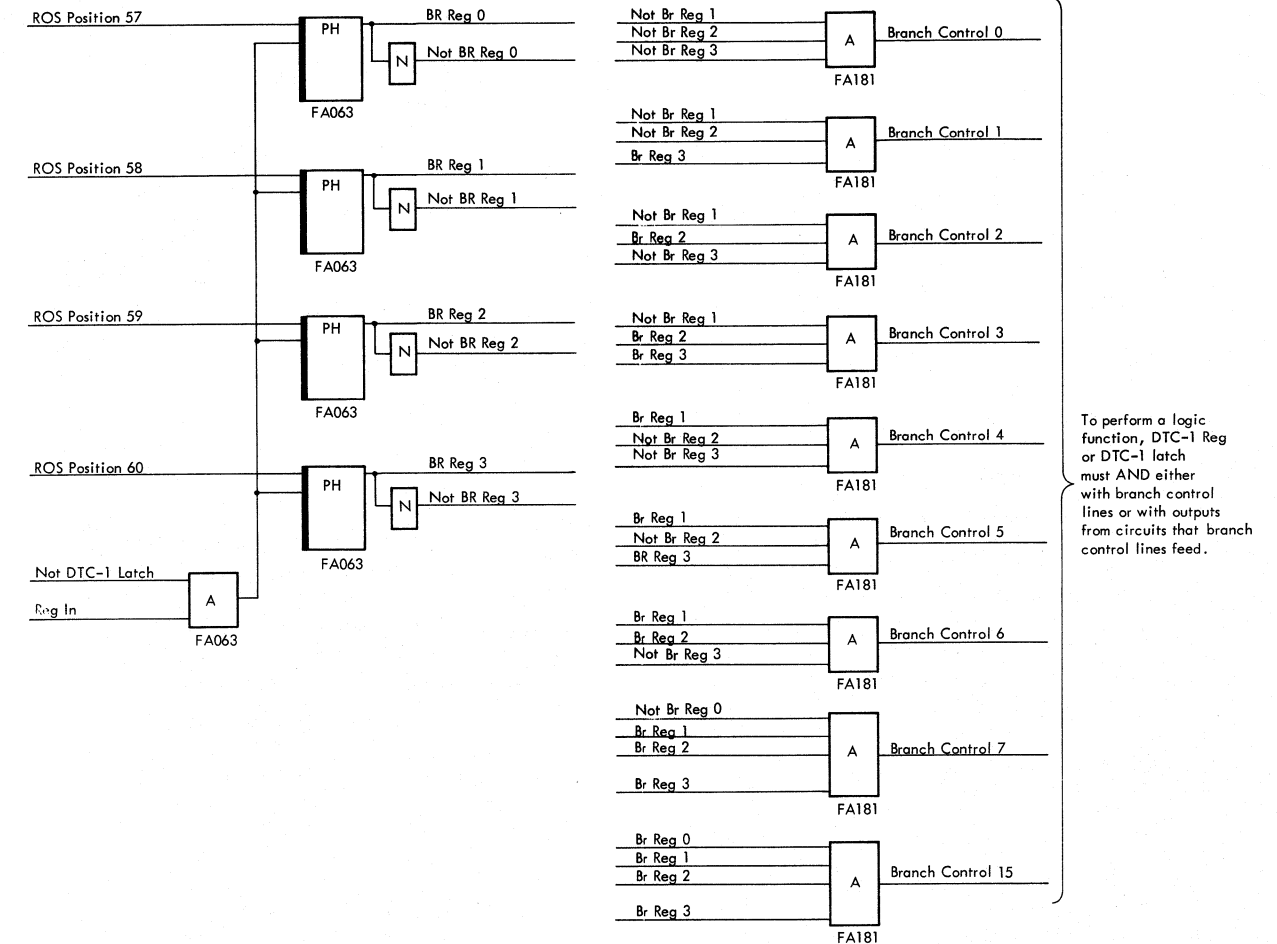 ROS Position 57
PH
BR Reg 0
N
Not BR Reg 0
FA063
ROS Position 58
PH
BR Reg 1
N
Not BR Reg 1
FA063
ROS Position 59
PH
BR Reg 2
N
Not BR Reg 2
FA063
ROS Position 60
PH
BR Reg 3
N
Not BR Reg 3
FA063
Not DTC-1 Latch
Reg In
A
FA063
Not Br Reg 1
Not Br Reg 2
Not Br Reg 3
A
Branch Control 0
FA181
Not Br Reg 1
Not Br Reg 2
Br Reg 3
A
Branch Control 1
FA181
Not Br Reg 1
Br Reg 2
Not Br Reg 3
A
Branch Control 2
FA181
Not Br Reg 1
Br Reg 2
Br Reg 3
A
Branch Control 3
FA181
Br Reg 1
Not Br Reg 2
Not Br Reg 3
A
Branch Control 4
FA181
Br Reg 1
Not Br Reg 2
BR Reg 3
A
Branch Control 5
FA181
Br Reg 1
Br Reg 2
Not Br Reg 3
A
Branch Control 6
FA181
Not Br Reg 0
Br Reg 1
Br Reg 2
Br Reg 3
A
Branch Control 7
FA181
Br Reg 0
Br Reg 1
Br Reg 2
Br Reg 3
A
Branch Control 15
FA181
To perform a logic
function, DTC-1 Reg
or DTC-1 latch
must AND either
with branch control
lines or with outputs
from circuits that branch
control lines feed.